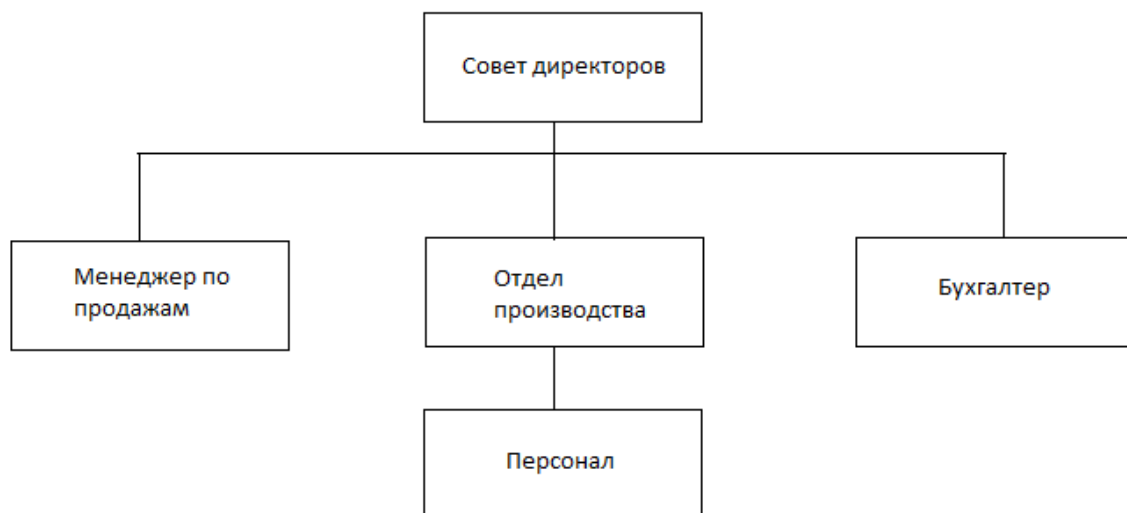 Совет директоров
Менеджер по
продажам
Отдел
производства
Бухгалтер
Персонал